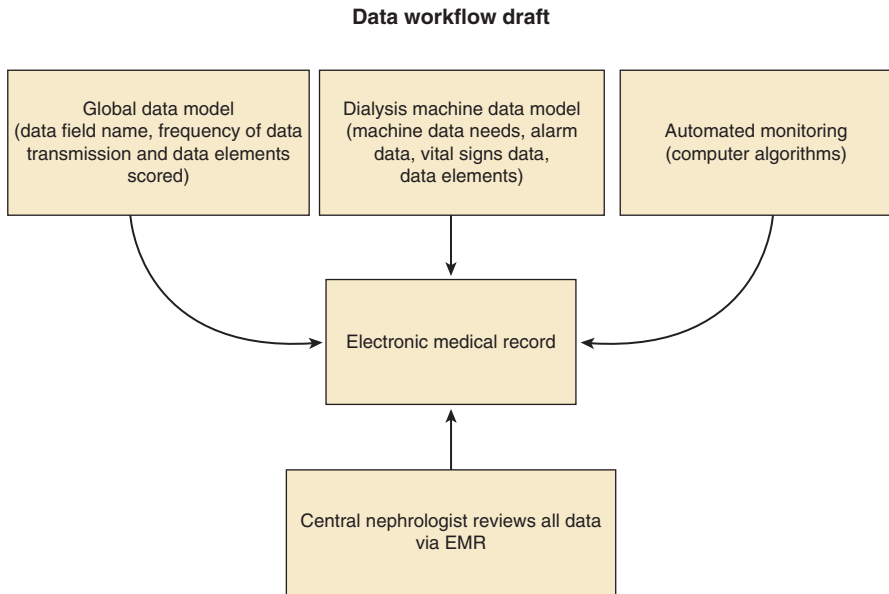 Data workflow draft
Global data model
(data field name, frequency of data
transmission and data elements
scored)
Dialysis machine data model
(machine data needs, alarm
data, vital signs data,
data elements)
Automated monitoring
(computer algorithms)
Electronic medical record
Central nephrologist reviews all data
via EMR